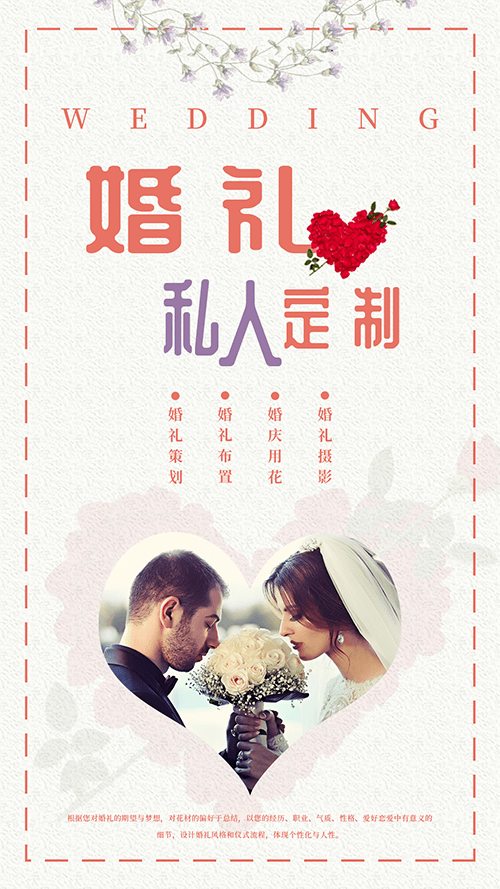 WEDDING
婚礼
私人定制
婚礼策划
婚礼布置
婚庆用花
婚礼摄影
根据您对婚礼的期望与梦想，对花材的偏好于总结，以您的经历、职业、气质、性格、爱好恋爱中有意义的
细节，设计婚礼风格和仪式流程，体现个性化与人性。